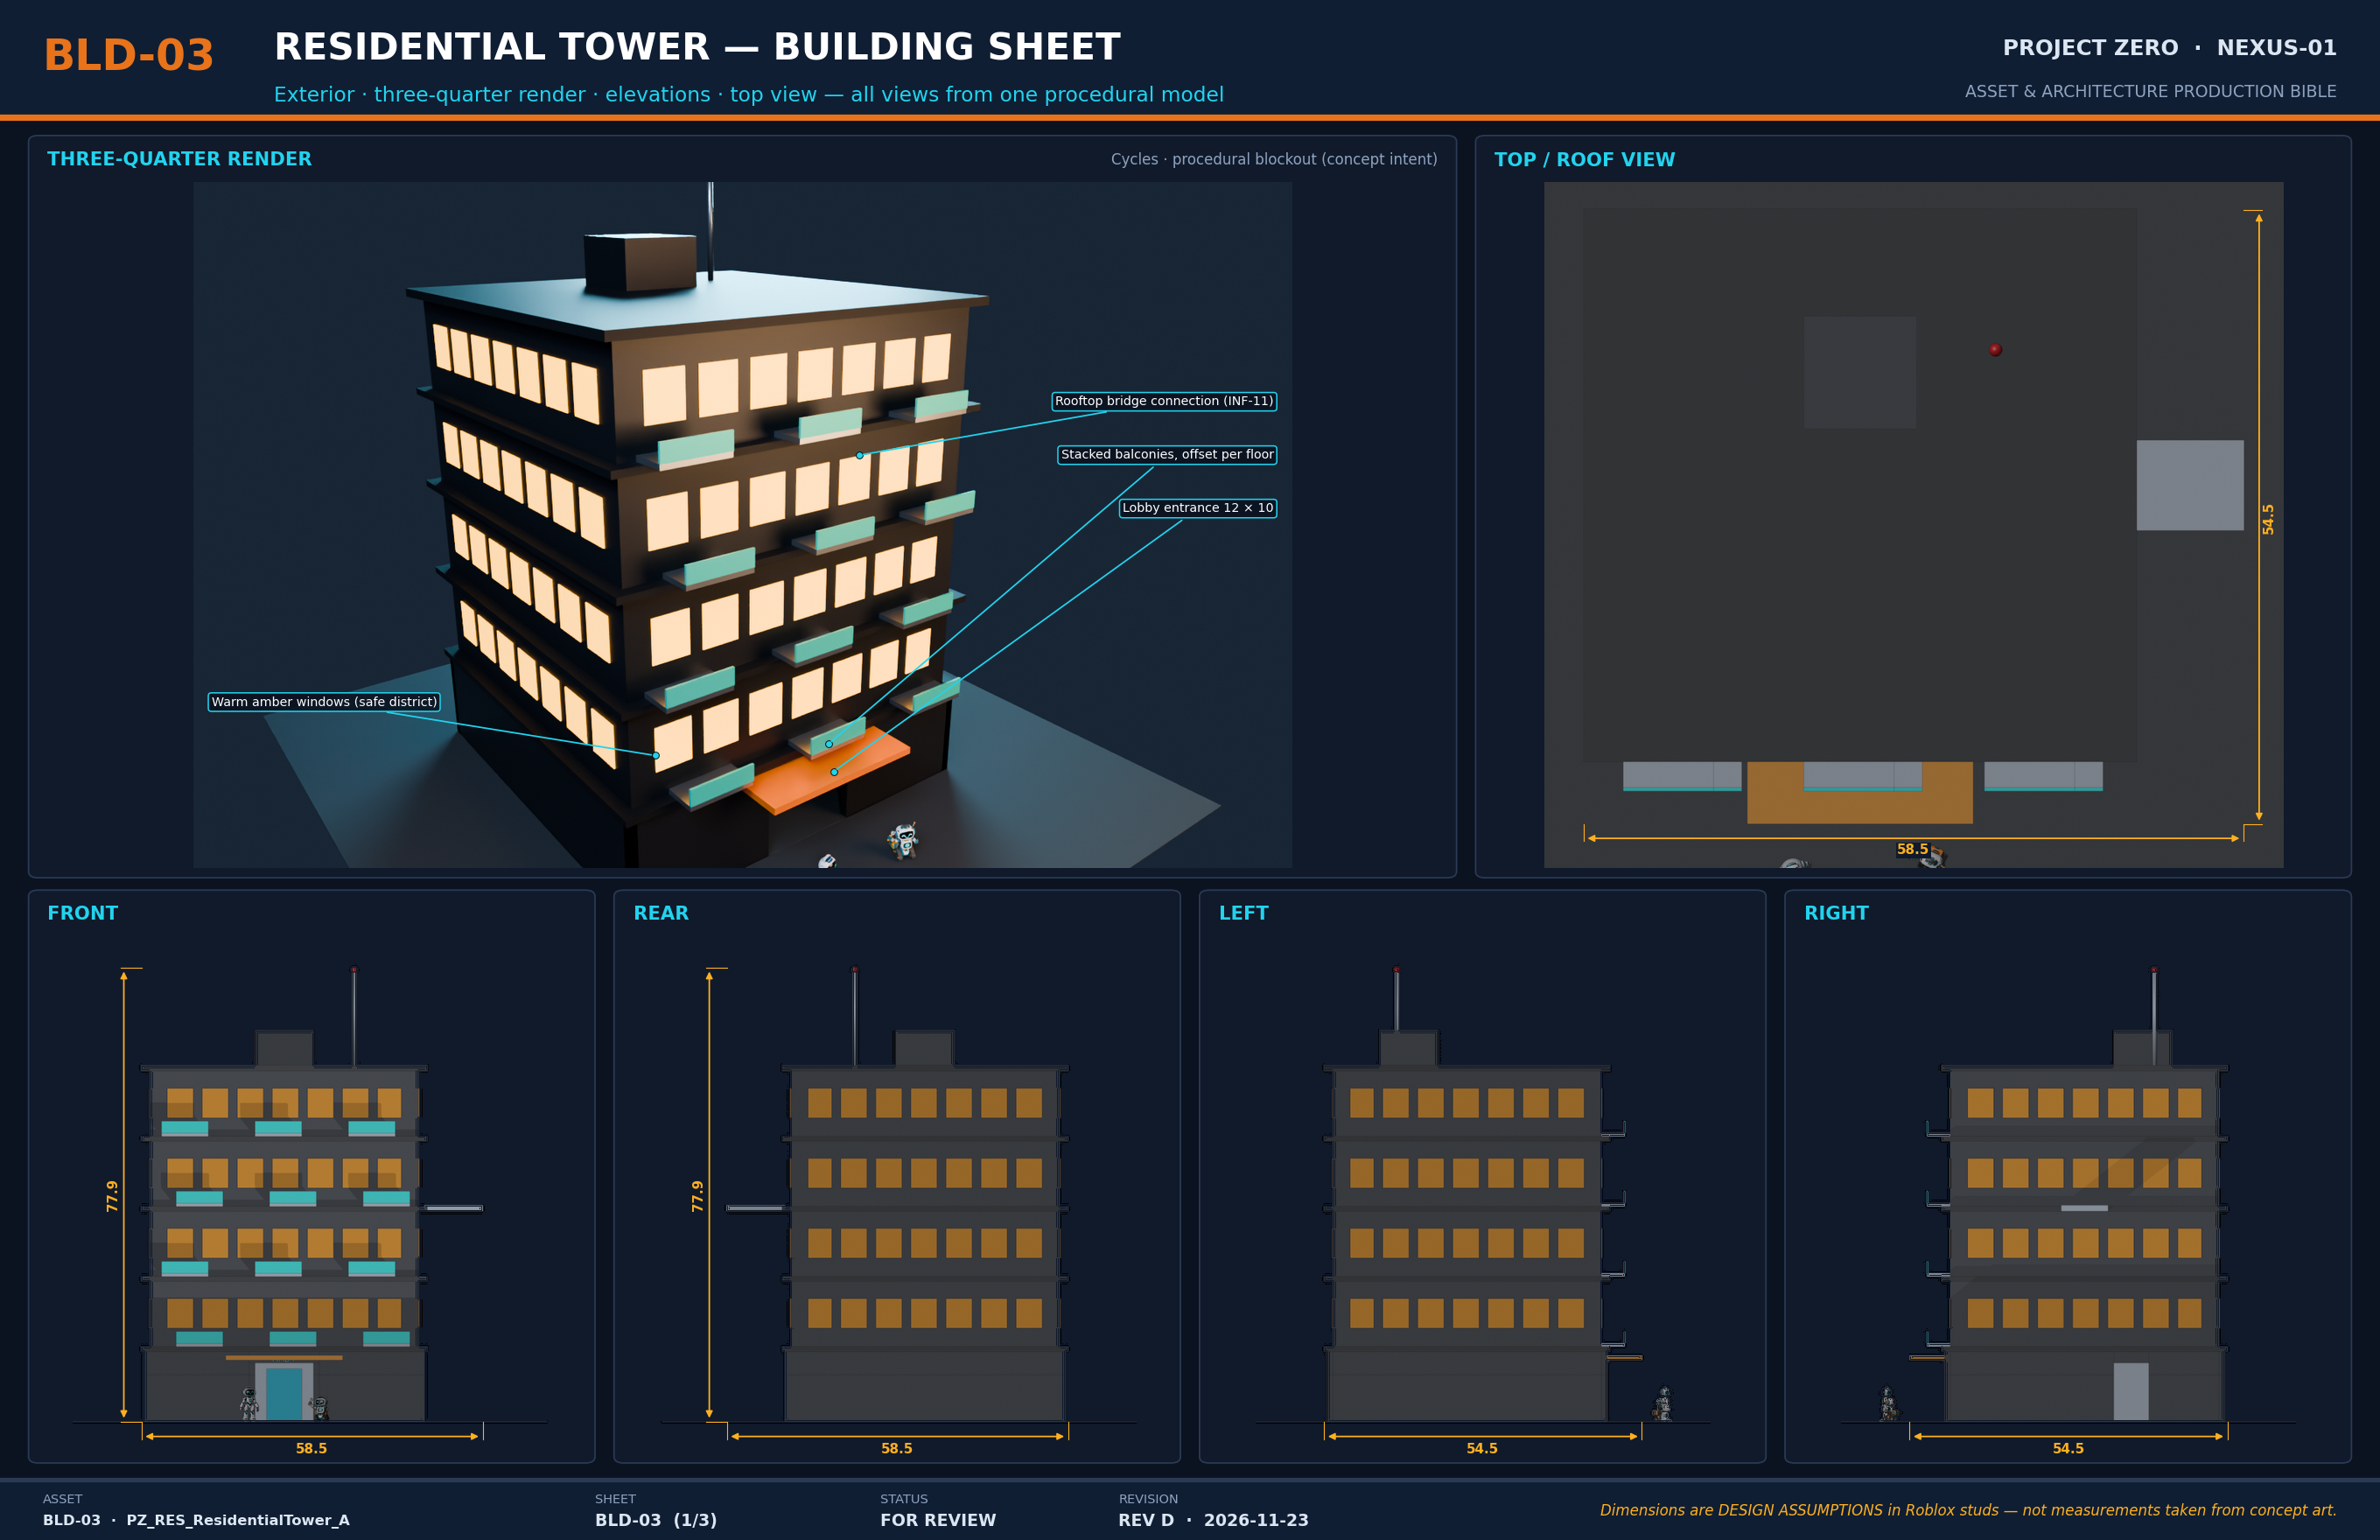 BLD-03
RESIDENTIAL TOWER — BUILDING SHEET
Exterior · three-quarter render · elevations · top view — all views from one procedural model
PROJECT ZERO · NEXUS-01
ASSET & ARCHITECTURE PRODUCTION BIBLE
THREE-QUARTER RENDER
Cycles · procedural blockout (concept intent)
Rooftop bridge connection (INF-11)
Stacked balconies, offset per floor
Lobby entrance 12 × 10
Warm amber windows (safe district)
TOP / ROOF VIEW
54.5
58.5
FRONT
77.9
58.5
REAR
77.9
58.5
LEFT
54.5
RIGHT
54.5
ASSET
BLD-03 · PZ_RES_ResidentialTower_A
SHEET
BLD-03 (1/3)
STATUS
FOR REVIEW
REVISION
REV D · 2026-11-23
Dimensions are DESIGN ASSUMPTIONS in Roblox studs — not measurements taken from concept art.